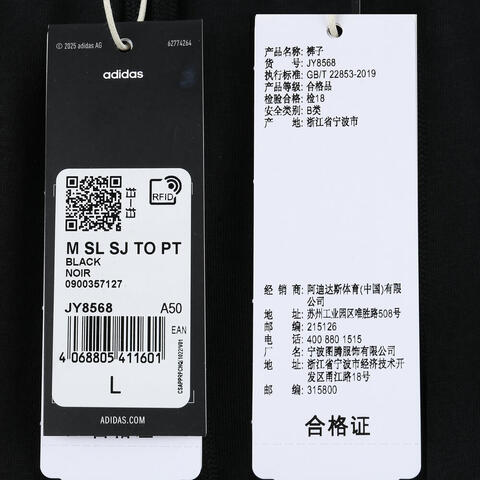 © 2025 adidas AG
62774264
adidas
RFID
M SL SJ TO PT
BLACK
NOIR
0900357127
JY8568 A50
EAN
4 068805 411601
L
ADIDAS.COM
合格证
产品名称: 裤子
货 号: JY8568
执行标准: GB/T 22853-2019
产品等级: 合格品
检验合格: 检18
安全类别: B类
产 地: 浙江省宁波市
经 销 商: 阿迪达斯体育(中国)有限
公司
地 址: 苏州工业园区唯胜路508号
邮 编: 215126
电 话: 400 880 1515
厂 名: 宁波图腾服饰有限公司
地 址: 浙江省宁波市经济技术开
发区甬江路18号
邮 编: 315800
合格证